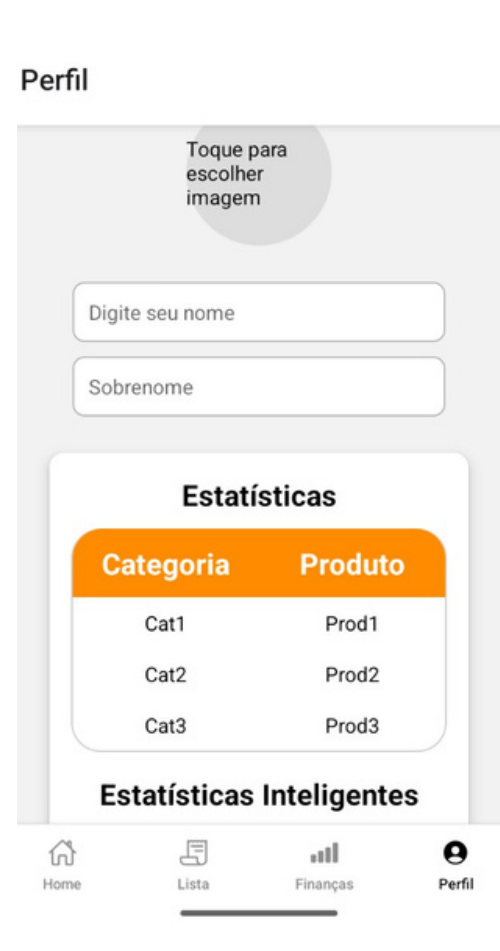 Perfil
Toque para
escolher
imagem
Digite seu nome
Sobrenome
Estatísticas
Categoria Produto
Cat1 Prod1
Cat2 Prod2
Cat3 Prod3
Estatísticas Inteligentes
Home Lista Finanças Perfil